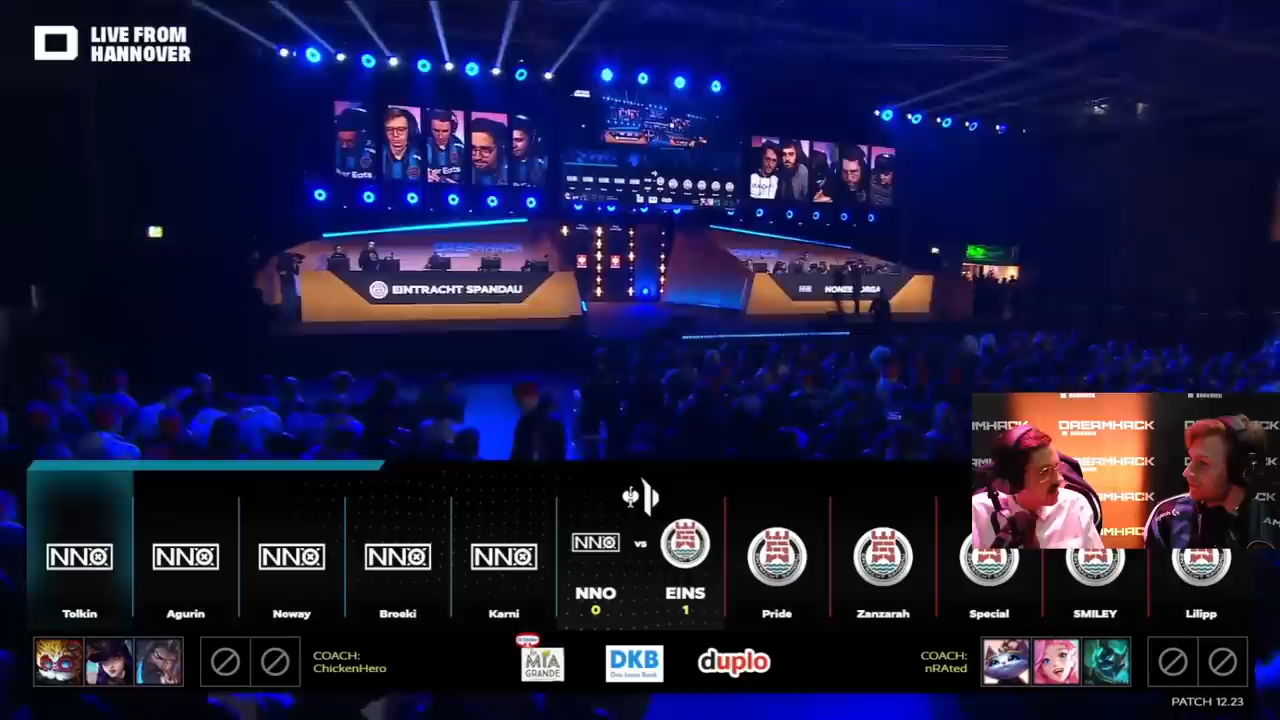 LIVE FROM
HANNOVER
DREAMHACK
EINTRACHT SPANDAU
DREAMHACK
DREAMHACK
DREAMHACK
NNO
NNO
NNO
NNO
NNO
NNO
vs
NNO
EINS
0
1
Tolkin
Agurin
Noway
Broeki
Karni
Pride
Zanzarah
Special
SMILEY
Lilipp
COACH:
ChickenHero
LA
MIA
GRANDE
DKB
duplo
COACH:
nRAted
PATCH 12.23